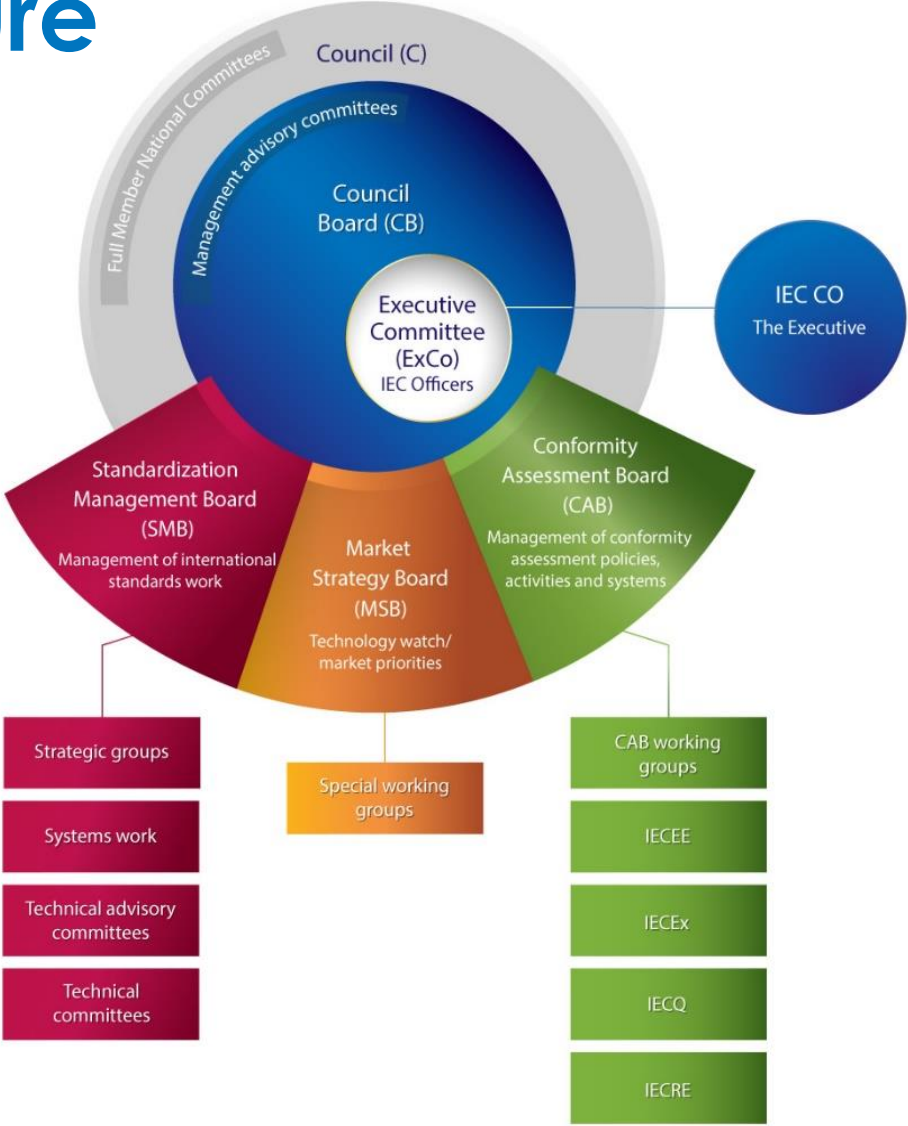 ure
Council (C)
Full Member National Committees
Management advisory committees
Council
Board (CB)
Executive
Committee
(ExCo)
IEC Officers
IEC CO
The Executive
Standardization
Management Board
(SMB)
Management of international
standards work
Market
Strategy Board
(MSB)
Technology watch/
market priorities
Conformity
Assessment Board
(CAB)
Management of conformity
assessment policies,
activities and systems
Strategic groups
Systems work
Technical advisory
committees
Technical
committees
Special working
groups
CAB working
groups
IECEE
IECEx
IECQ
IECRE